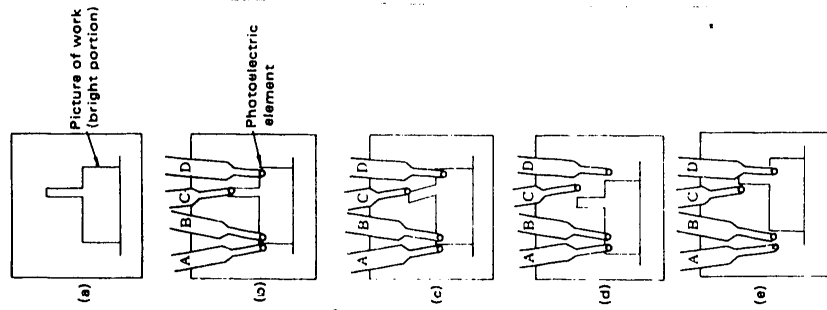 (a)
Picture of work
(bright portion)
(b)
A
B
C
D
Photoelectric
element
(c)
A
B
C
D
(d)
A
B
C
D
(e)
A
B
C
D